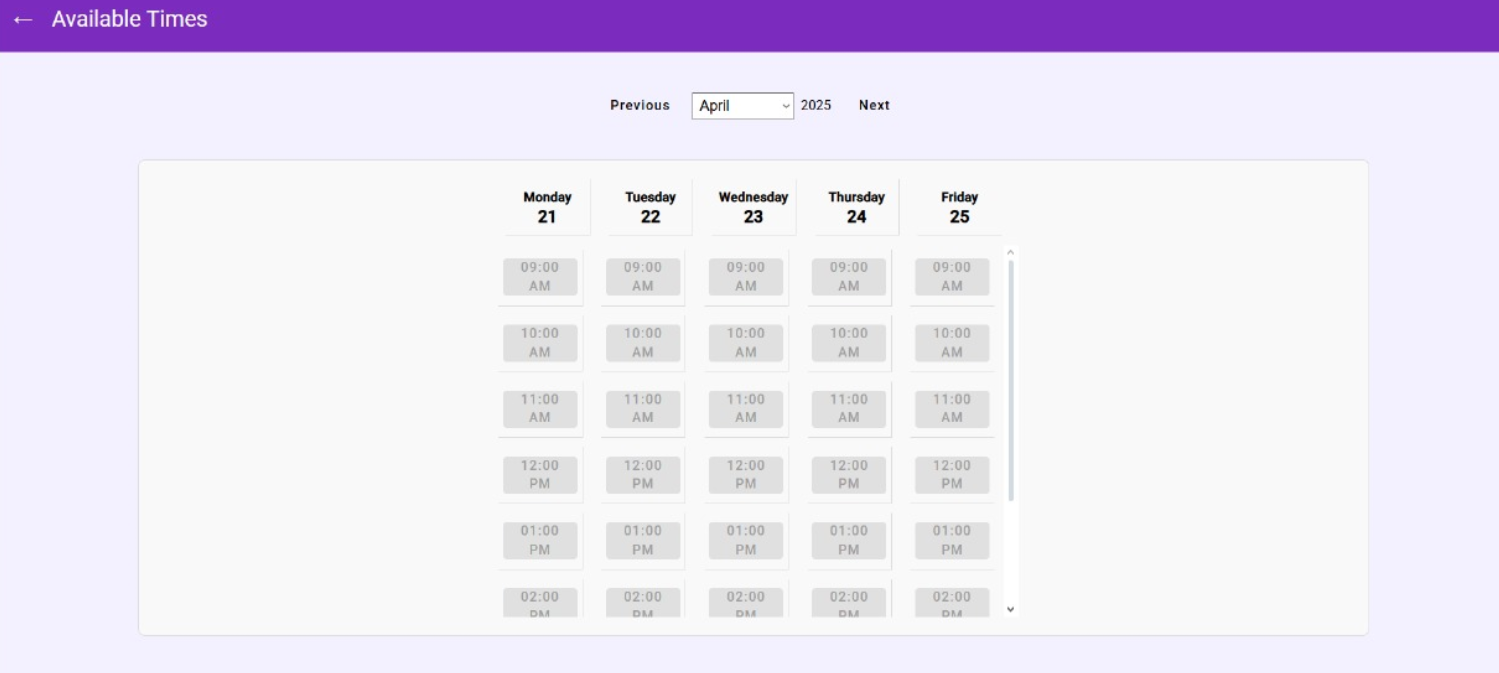 ← Available Times
Previous April 2025 Next
Monday Tuesday Wednesday Thursday Friday
21 22 23 24 25
09:00 09:00 09:00 09:00 09:00
AM AM AM AM AM
10:00 10:00 10:00 10:00 10:00
AM AM AM AM AM
11:00 11:00 11:00 11:00 11:00
AM AM AM AM AM
12:00 12:00 12:00 12:00 12:00
PM PM PM PM PM
01:00 01:00 01:00 01:00 01:00
PM PM PM PM PM
02:00 02:00 02:00 02:00 02:00
PM PM PM PM PM